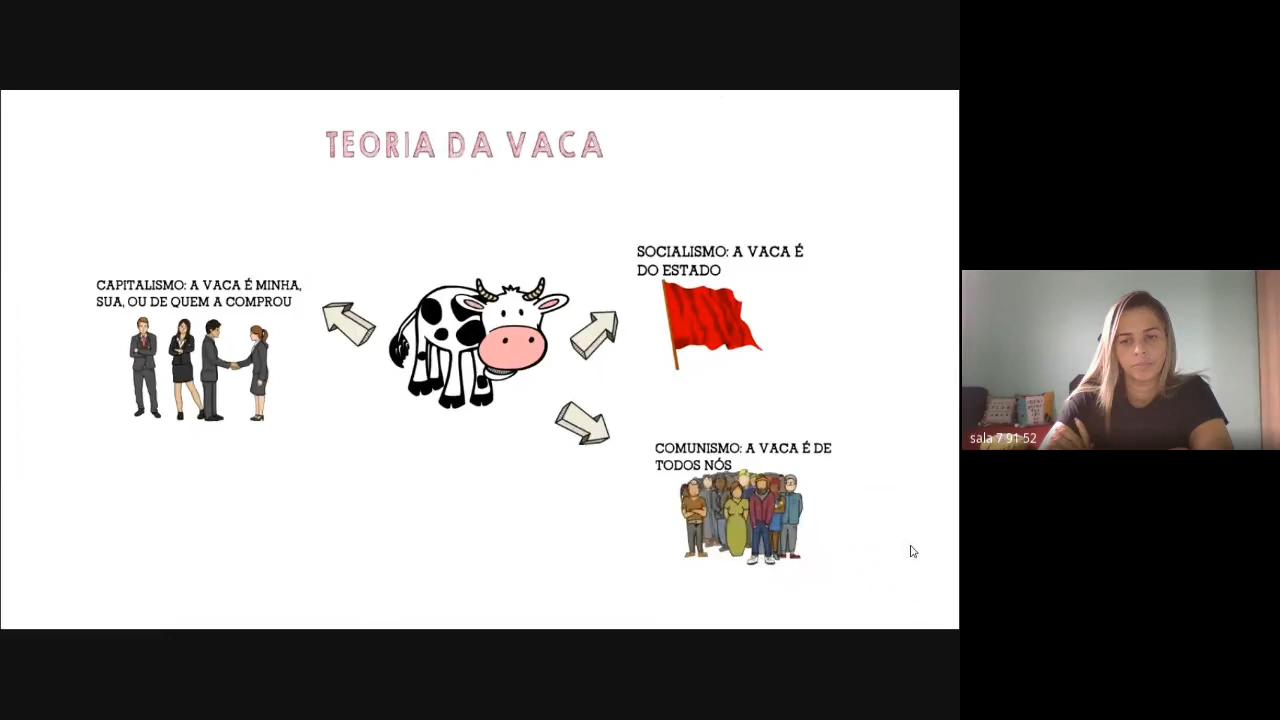 TEORIA DA VACA
CAPITALISMO: A VACA É MINHA,
SUA, OU DE QUEM A COMPROU
SOCIALISMO: A VACA É
DO ESTADO
COMUNISMO: A VACA É DE
TODOS NÓS
sala 7 91 52